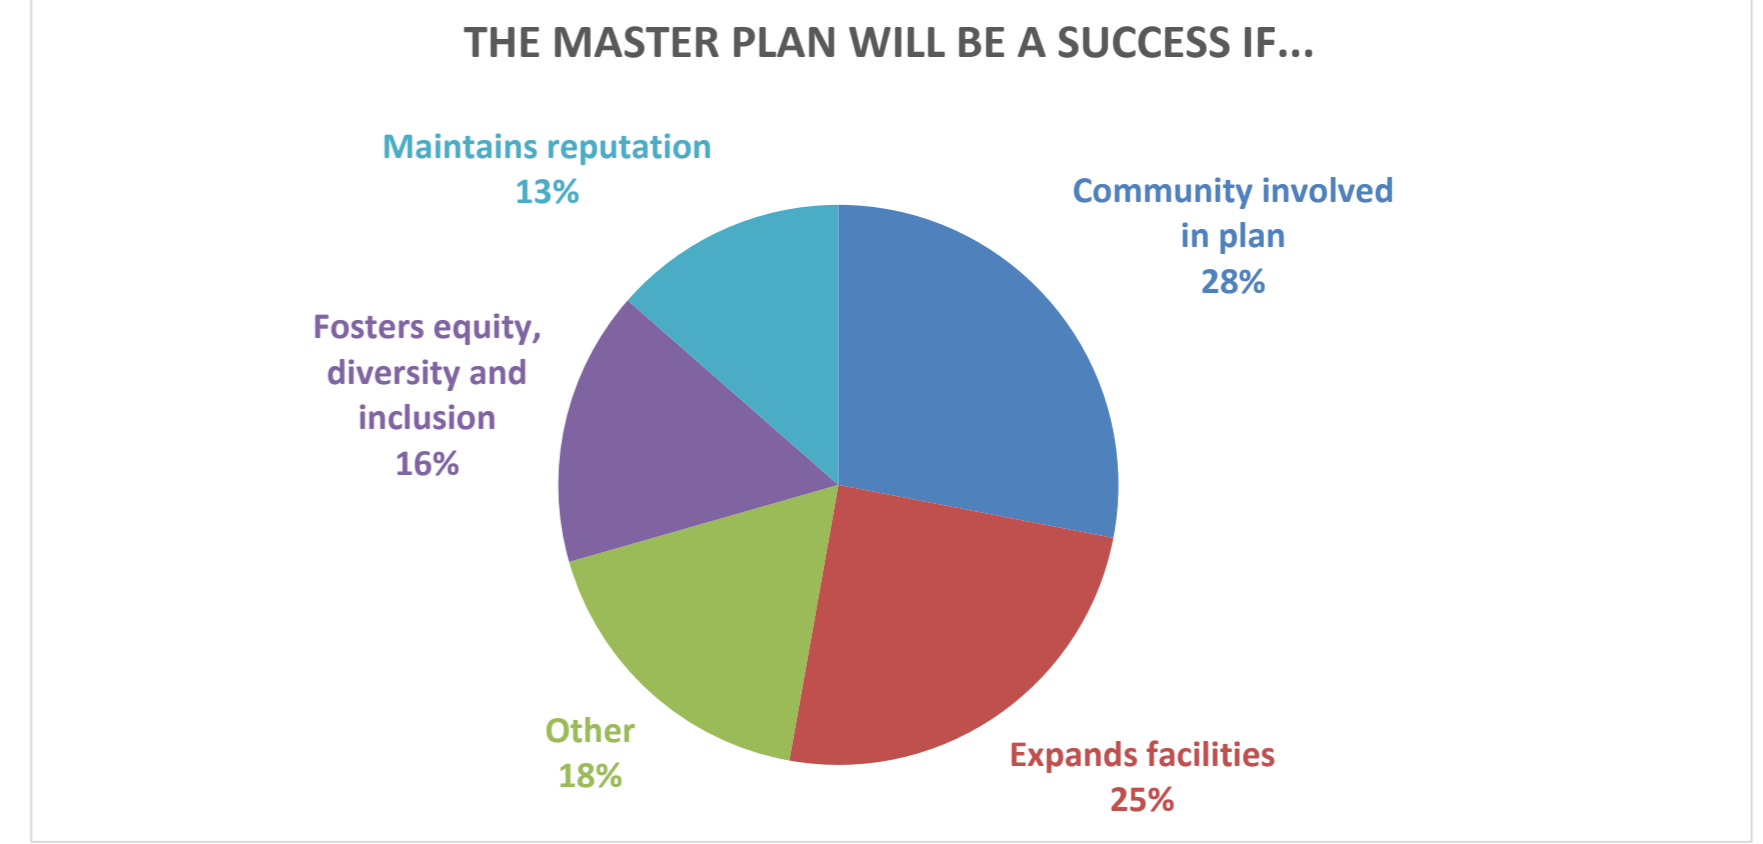 THE MASTER PLAN WILL BE A SUCCESS IF...
Maintains reputation
13%
Community involved
in plan
28%
Fosters equity,
diversity and
inclusion
16%
Other
18%
Expands facilities
25%